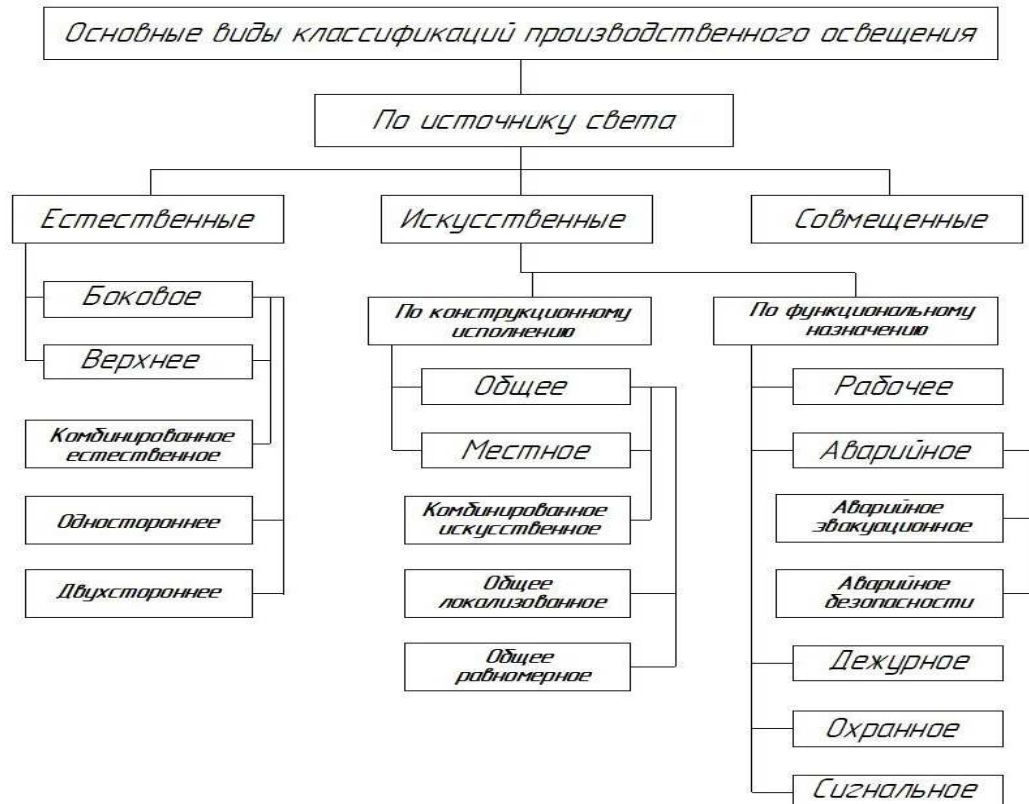 Основные виды классификаций производственного освещения
По источнику света
Естественные
Искусственные
Совмещенные
Боковое
Верхнее
Комбинированное
естественное
Одностороннее
Двухстороннее
По конструкционному
исполнению
Общее
Местное
Комбинированное
искусственное
Общее
локализованное
Общее
равномерное
По функциональному
назначению
Рабочее
Аварийное
Аварийное
эвакуационное
Аварийное
безопасности
Дежурное
Охранное
Сигнальное